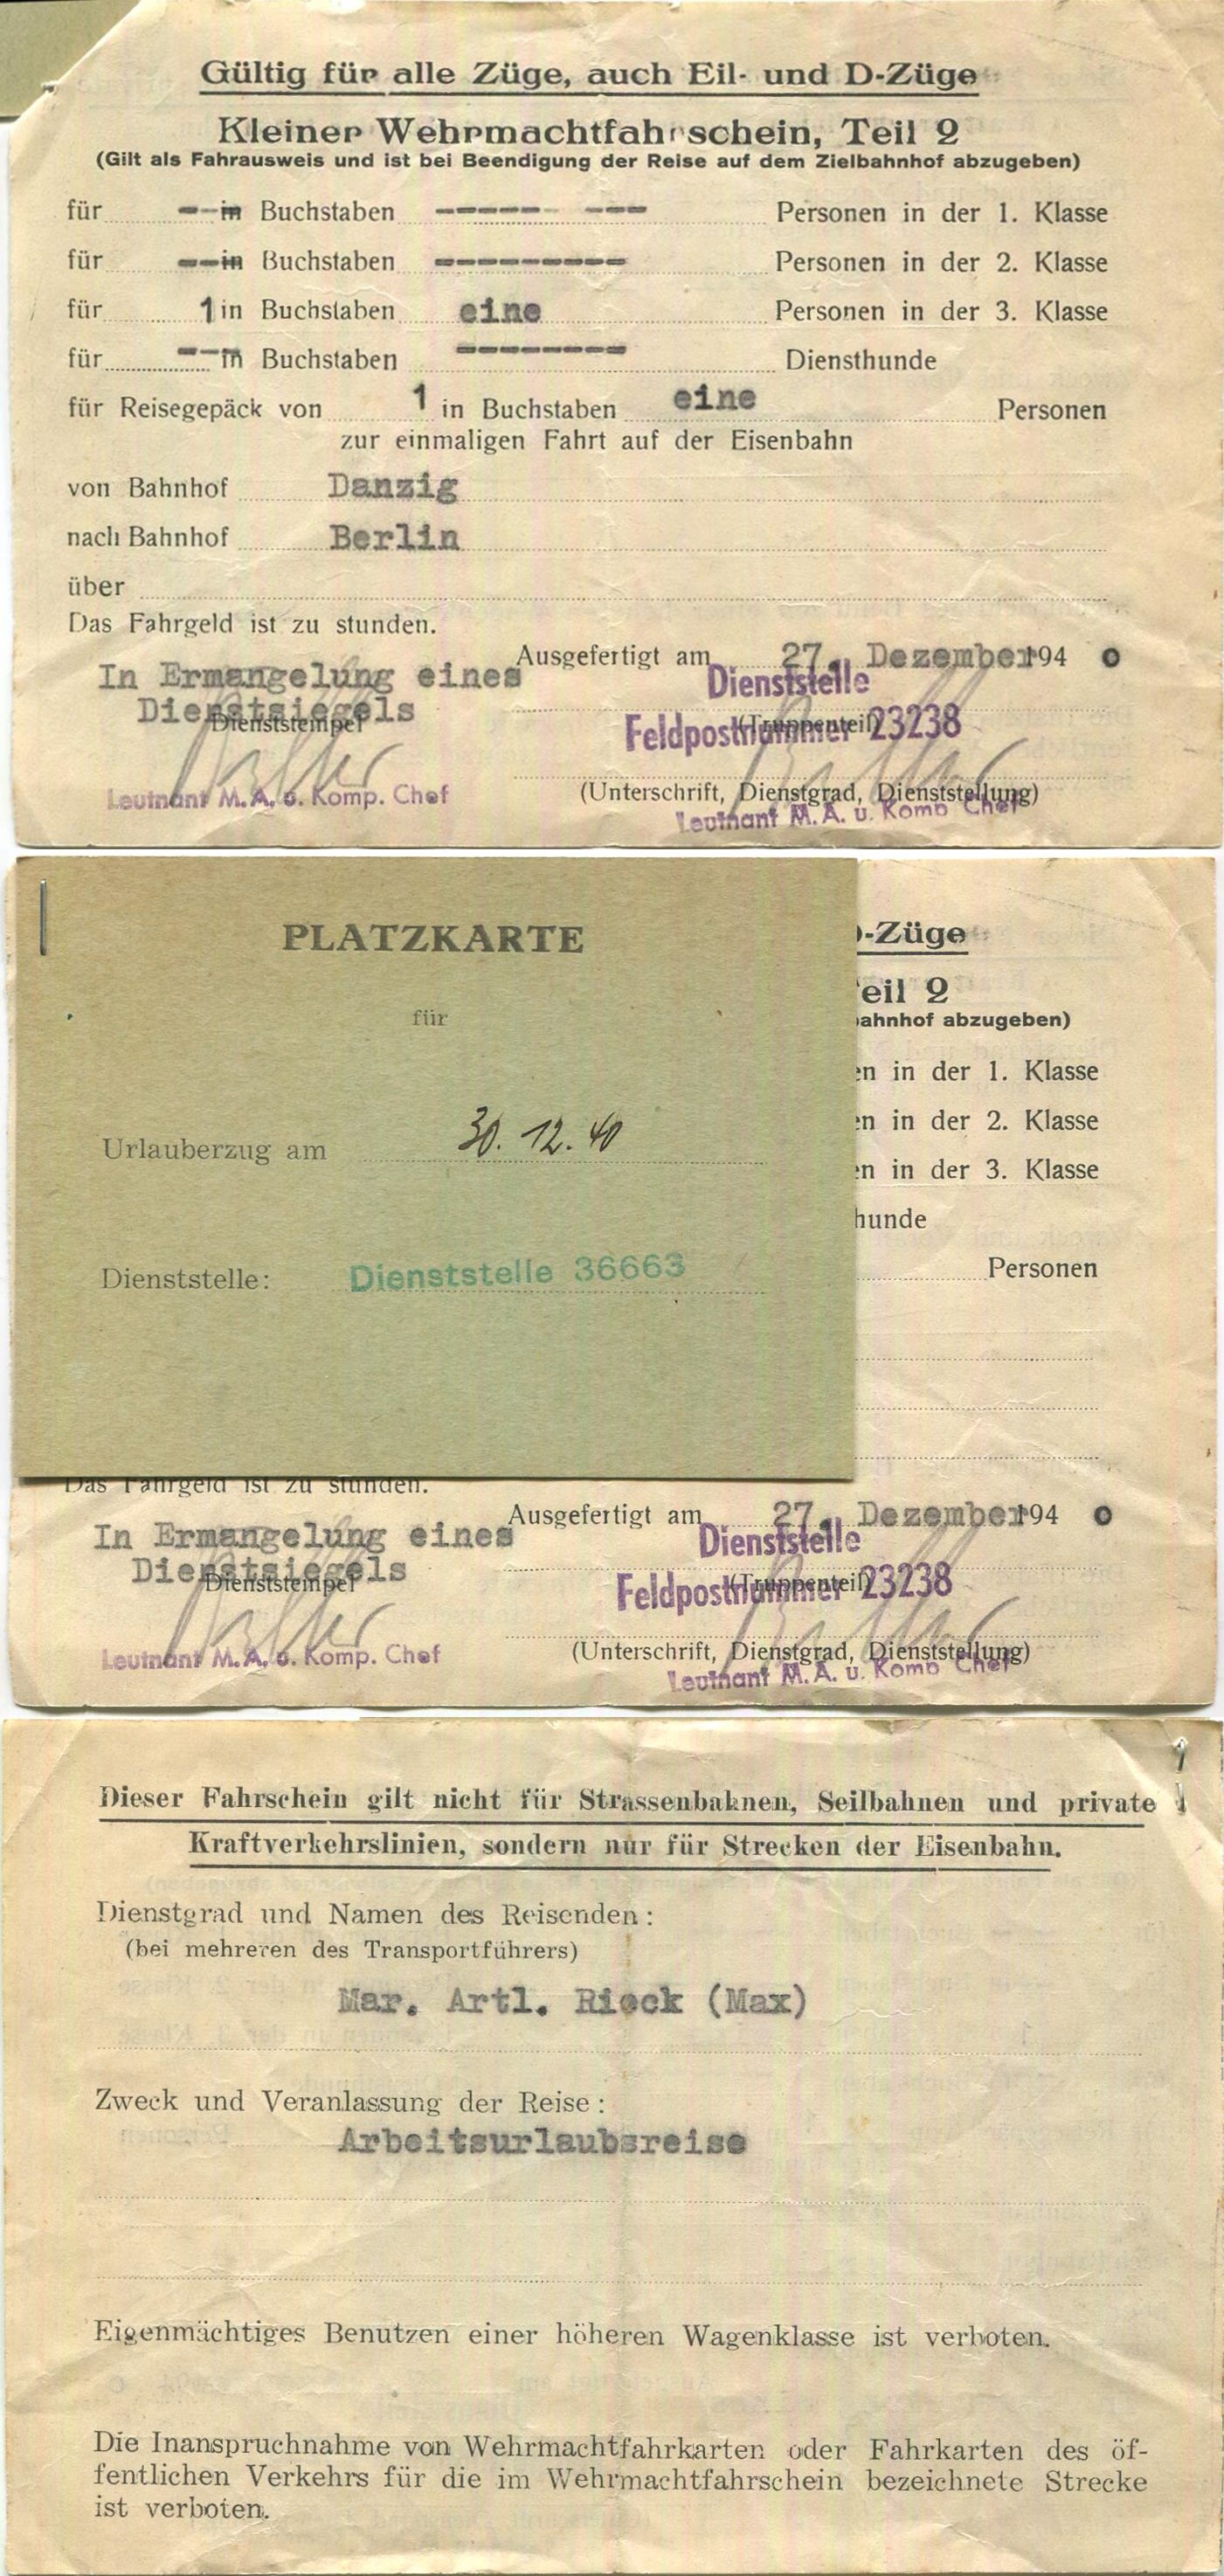 Gültig für alle Züge, auch Eil- und D-Züge
Kleiner Wehrmachtfahrschein, Teil 2
(Gilt als Fahrausweis und ist bei Beendigung der Reise auf dem Zielbahnhof abzugeben)
für -- in Buchstaben ----- --- Personen in der 1. Klasse
für -- in Buchstaben --------- Personen in der 2. Klasse
für 1 in Buchstaben eine Personen in der 3. Klasse
für -- in Buchstaben --------- Diensthunde
für Reisegepäck von 1 in Buchstaben eine Personen
zur einmaligen Fahrt auf der Eisenbahn
von Bahnhof Danzig
nach Bahnhof Berlin
über
Das Fahrgeld ist zu stunden.
Ausgefertigt am 27. Dezember 194 o
In Ermangelung eines
Dienststelle
Dienstsiegels
Dienststempel
(Truppenteil)
Feldpostnummer 23238
Leutnant M.A. u. Komp. Chef
(Unterschrift, Dienstgrad, Dienststellung)
Leutnant M.A. u. Komp Chef
PLATZKARTE
für
Urlauberzug am 30. 12. 40
Dienststelle: Dienststelle 36663
-Züge
eil 2
ahnhof abzugeben)
en in der 1. Klasse
en in der 2. Klasse
en in der 3. Klasse
hunde
Personen
Das Fahrgeld ist zu stunden.
Ausgefertigt am 27. Dezember 194 o
In Ermangelung eines
Dienststelle
Dienstsiegels
Dienststempel
(Truppenteil)
Feldpostnummer 23238
Leutnant M.A. u. Komp. Chef
(Unterschrift, Dienstgrad, Dienststellung)
Leutnant M.A. u. Komp Chef
Dieser Fahrschein gilt nicht für Strassenbahnen, Seilbahnen und private
Kraftverkehrslinien, sondern nur für Strecken der Eisenbahn.
Dienstgrad und Namen des Reisenden:
(bei mehreren des Transportführers)
Mar. Artl. Rieck (Max)
Zweck und Veranlassung der Reise:
Arbeitsurlaubsreise
Eigenmächtiges Benutzen einer höheren Wagenklasse ist verboten.
Die Inanspruchnahme von Wehrmachtfahrkarten oder Fahrkarten des öf-
fentlichen Verkehrs für die im Wehrmachtfahrschein bezeichnete Strecke
ist verboten.